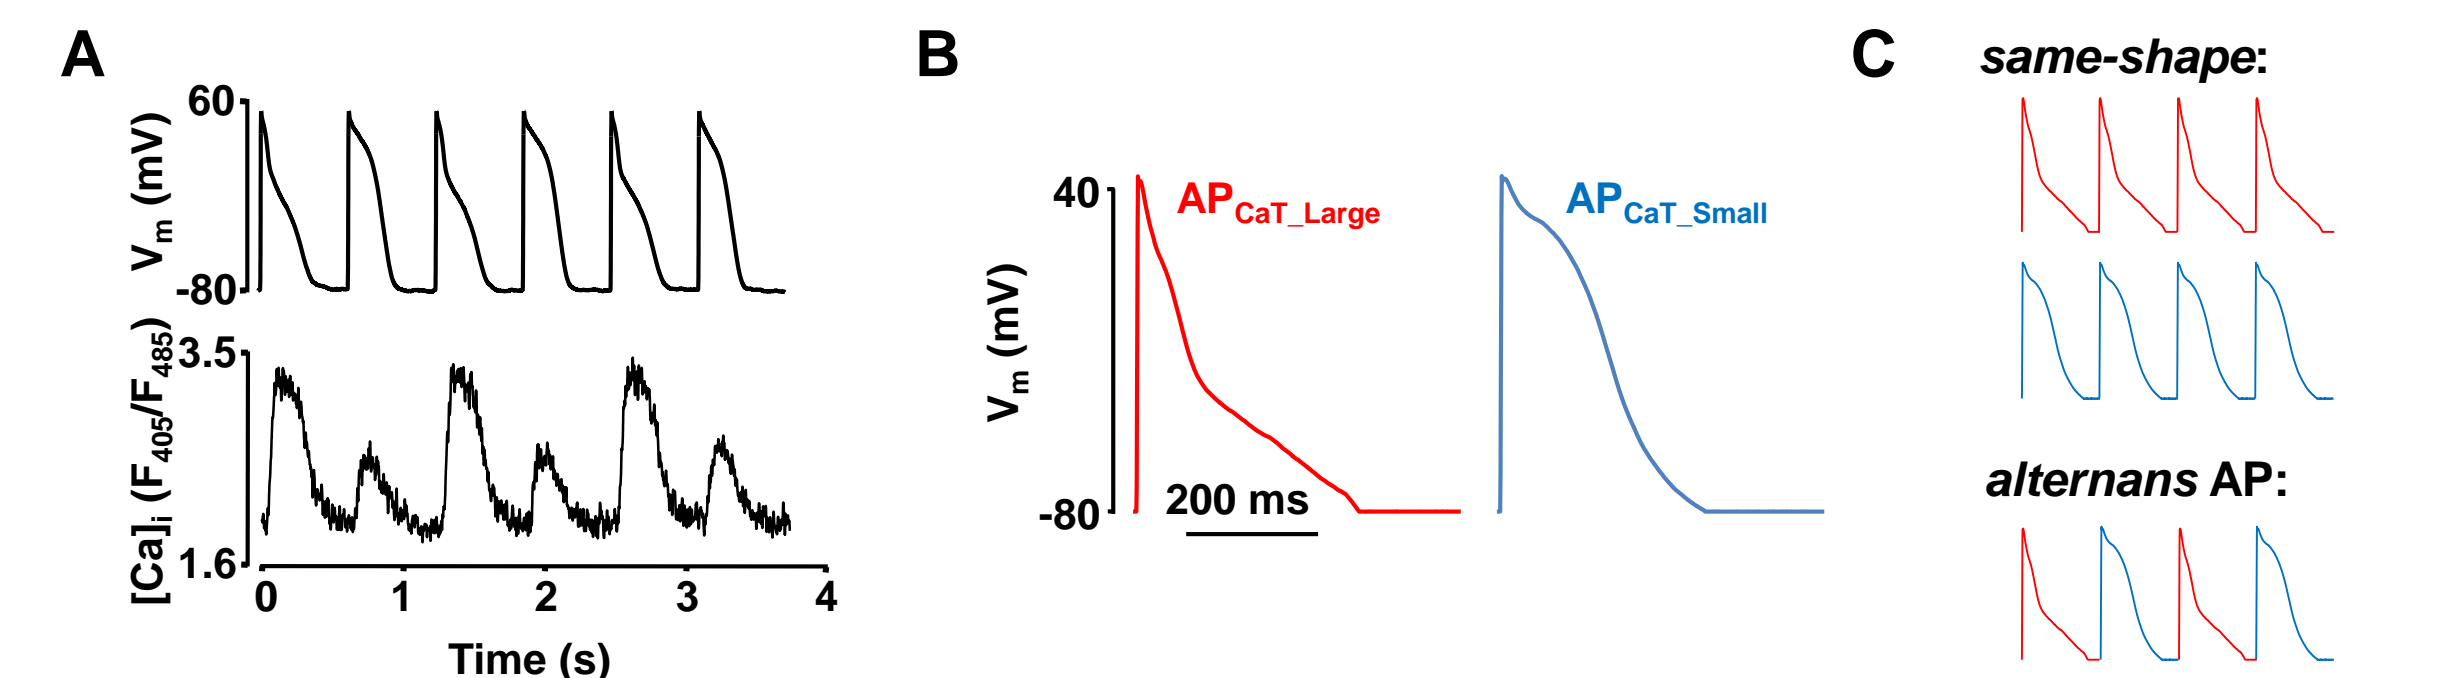 A
60
Vm (mV)
-80
3.5
[Ca]i (F405/F485)
1.6
0 1 2 3 4
Time (s)
B
40
Vm (mV)
-80
APCaT_Large
APCaT_Small
200 ms
C
same-shape:
alternans AP: